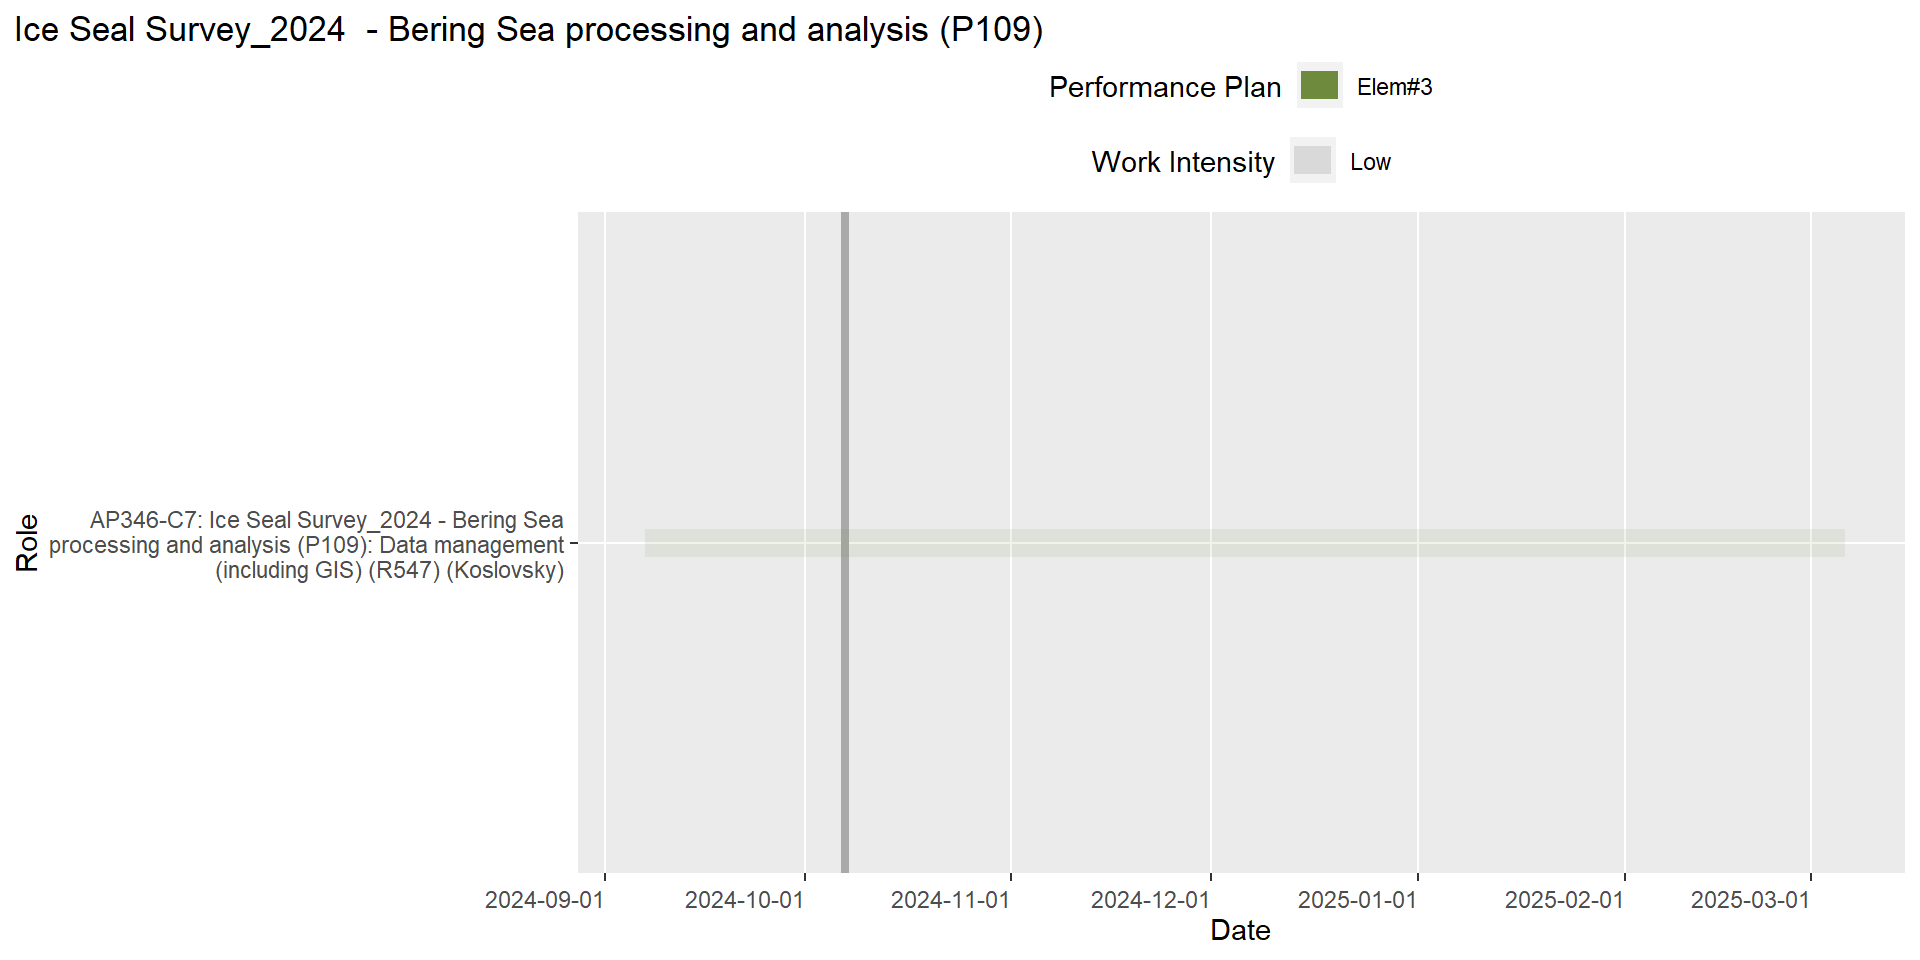 Ice Seal Survey_2024  - Bering Sea processing and analysis (P109)
Performance Plan
Elem#3
Work Intensity
Low
Role
AP346-C7: Ice Seal Survey_2024 - Bering Sea
processing and analysis (P109): Data management
(including GIS) (R547) (Koslovsky)
2024-09-01
2024-10-01
2024-11-01
2024-12-01
2025-01-01
2025-02-01
2025-03-01
Date